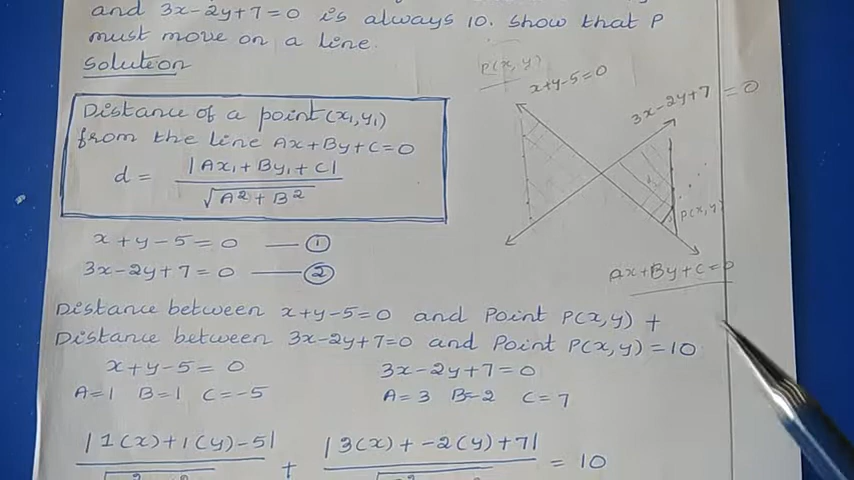 and 3x-2y+7=0 is always 10. Show that P
must move on a line.
Solution
P(x,y)
x+y-5=0
3x-2y+7=0
Distance of a point (x₁,y₁)
from the line Ax+By+C=0
d = |Ax₁+By₁+C| / √A²+B²
P(x,y)
Ax+By+C=0
x+y-5=0 — ①
3x-2y+7=0 — ②
Distance between x+y-5=0 and Point P(x,y) +
Distance between 3x-2y+7=0 and Point P(x,y) = 10
x+y-5=0 3x-2y+7=0
A=1 B=1 C=-5 A=3 B=-2 C=7
|1(x)+1(y)-5| + |3(x)+-2(y)+7| = 10